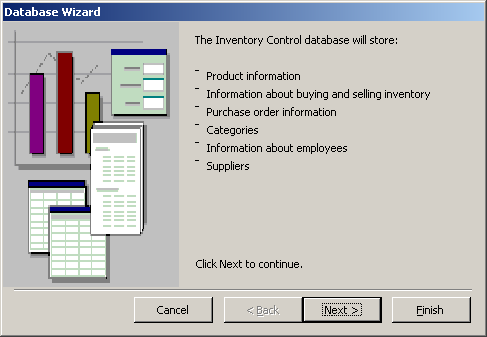 Database Wizard
The Inventory Control database will store:
Product information
Information about buying and selling inventory
Purchase order information
Categories
Information about employees
Suppliers
Click Next to continue.
Cancel < Back Next > Finish